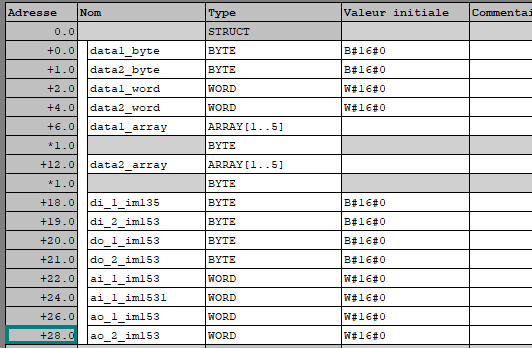 Adresse Nom Type Valeur initiale Commentai
0.0 STRUCT
+0.0 data1_byte BYTE B#16#0
+1.0 data2_byte BYTE B#16#0
+2.0 data1_word WORD W#16#0
+4.0 data2_word WORD W#16#0
+6.0 data1_array ARRAY[1..5]
*1.0 BYTE
+12.0 data2_array ARRAY[1..5]
*1.0 BYTE
+18.0 di_1_im135 BYTE B#16#0
+19.0 di_2_im153 BYTE B#16#0
+20.0 do_1_im153 BYTE B#16#0
+21.0 do_2_im153 BYTE B#16#0
+22.0 ai_1_im153 WORD W#16#0
+24.0 ai_1_im1531 WORD W#16#0
+26.0 ao_1_im153 WORD W#16#0
+28.0 ao_2_im153 WORD W#16#0